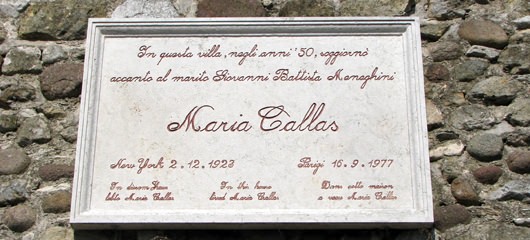 In questa villa, negli anni '50, soggiornò
accanto al marito Giovanni Battista Meneghini
Maria Callas
New York 2.12.1923 Parigi 16.9.1977
In diesem Haus In this house Dans cette maison
lebte Maria Callas lived Maria Callas a vécu Maria Callas